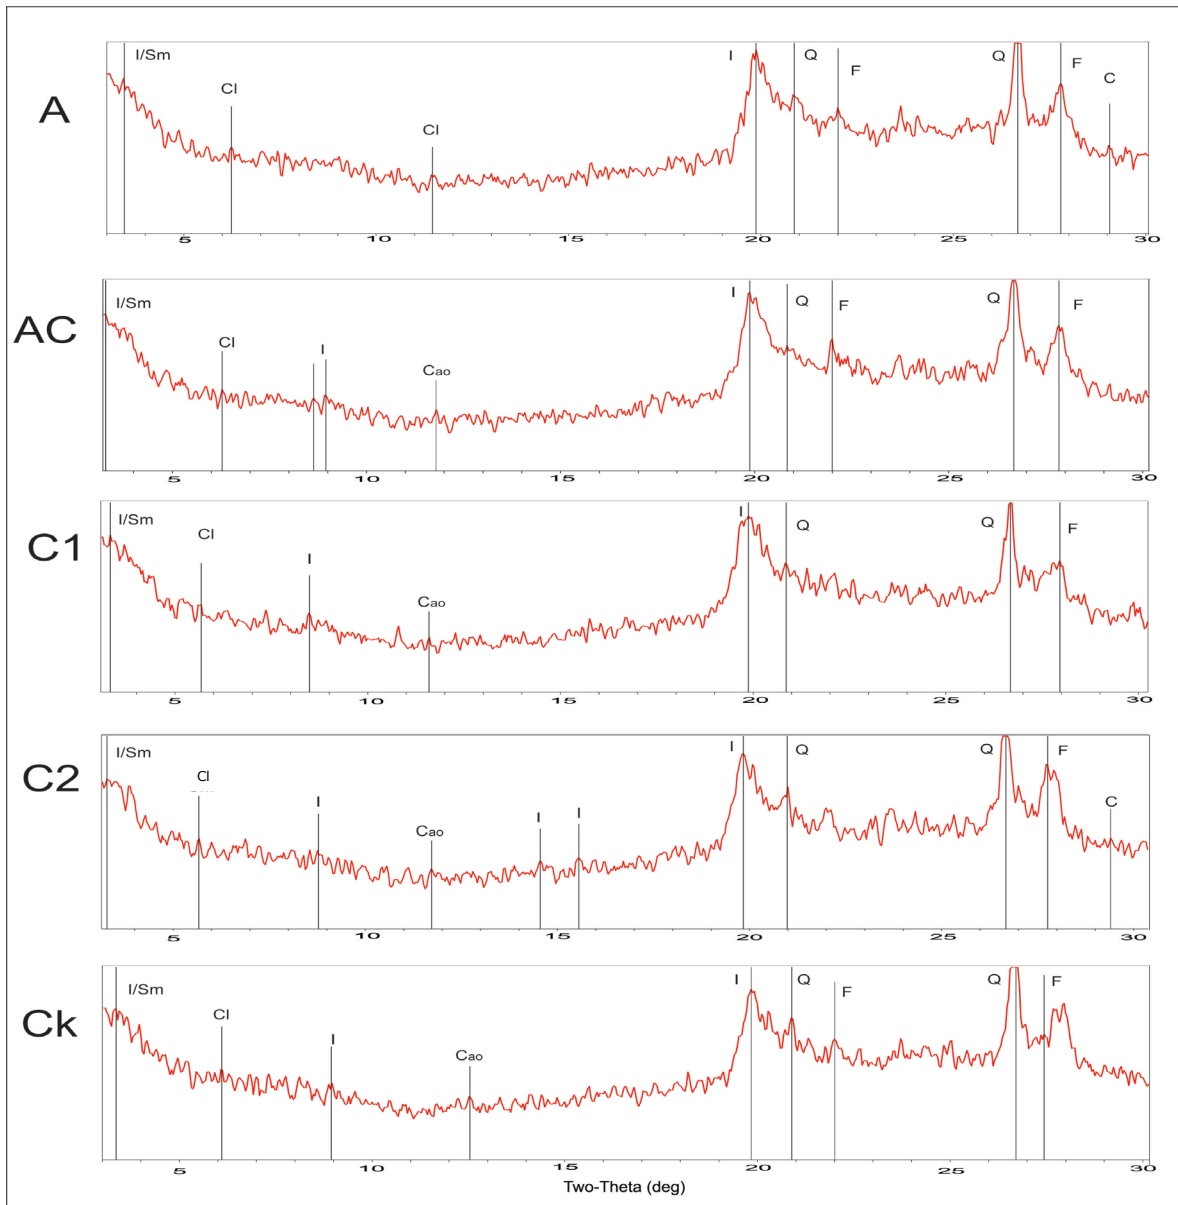 A
I/Sm Cl Cl I Q F Q F C
5 10 15 20 25 30
AC
I/Sm Cl I Cao I Q F Q F
5 10 15 20 25 30
C1
I/Sm Cl I Cao I Q Q F
5 10 15 20 25 30
C2
I/Sm Cl I Cao I I I Q Q F C
5 10 15 20 25 30
Ck
I/Sm Cl I Cao I Q F Q F
5 10 15 20 25 30
Two-Theta (deg)